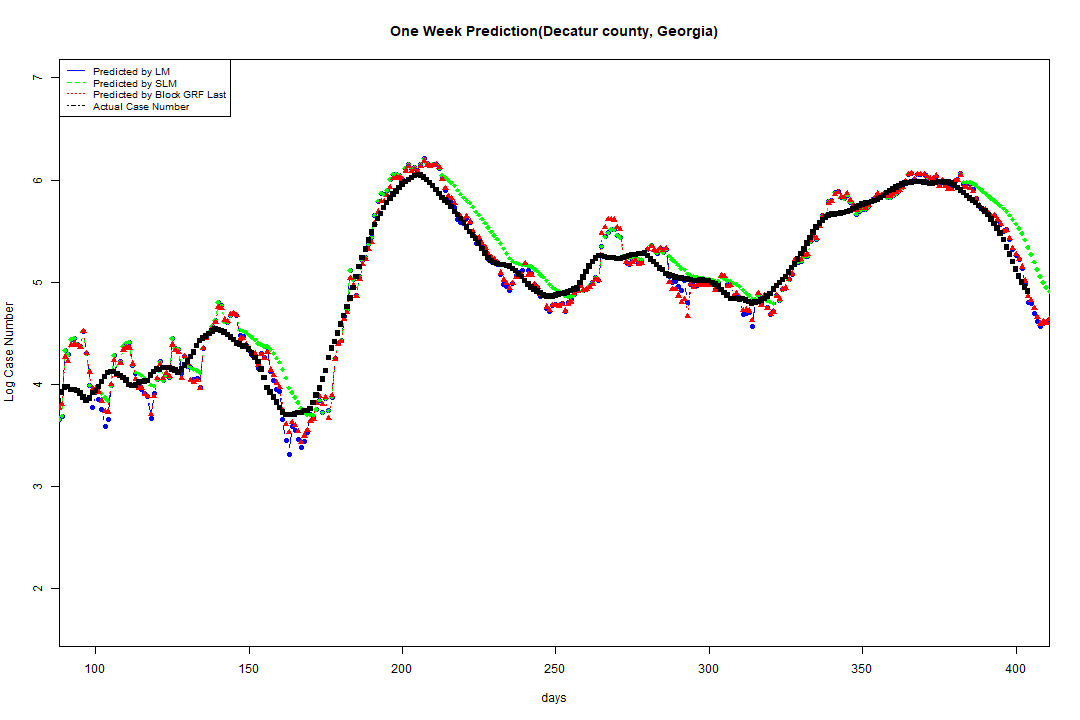 One Week Prediction(Decatur county, Georgia)
Predicted by LM
Predicted by SLM
Predicted by Block GRF Last
Actual Case Number
7
6
5
4
3
2
Log Case Number
100 150 200 250 300 350 400
days